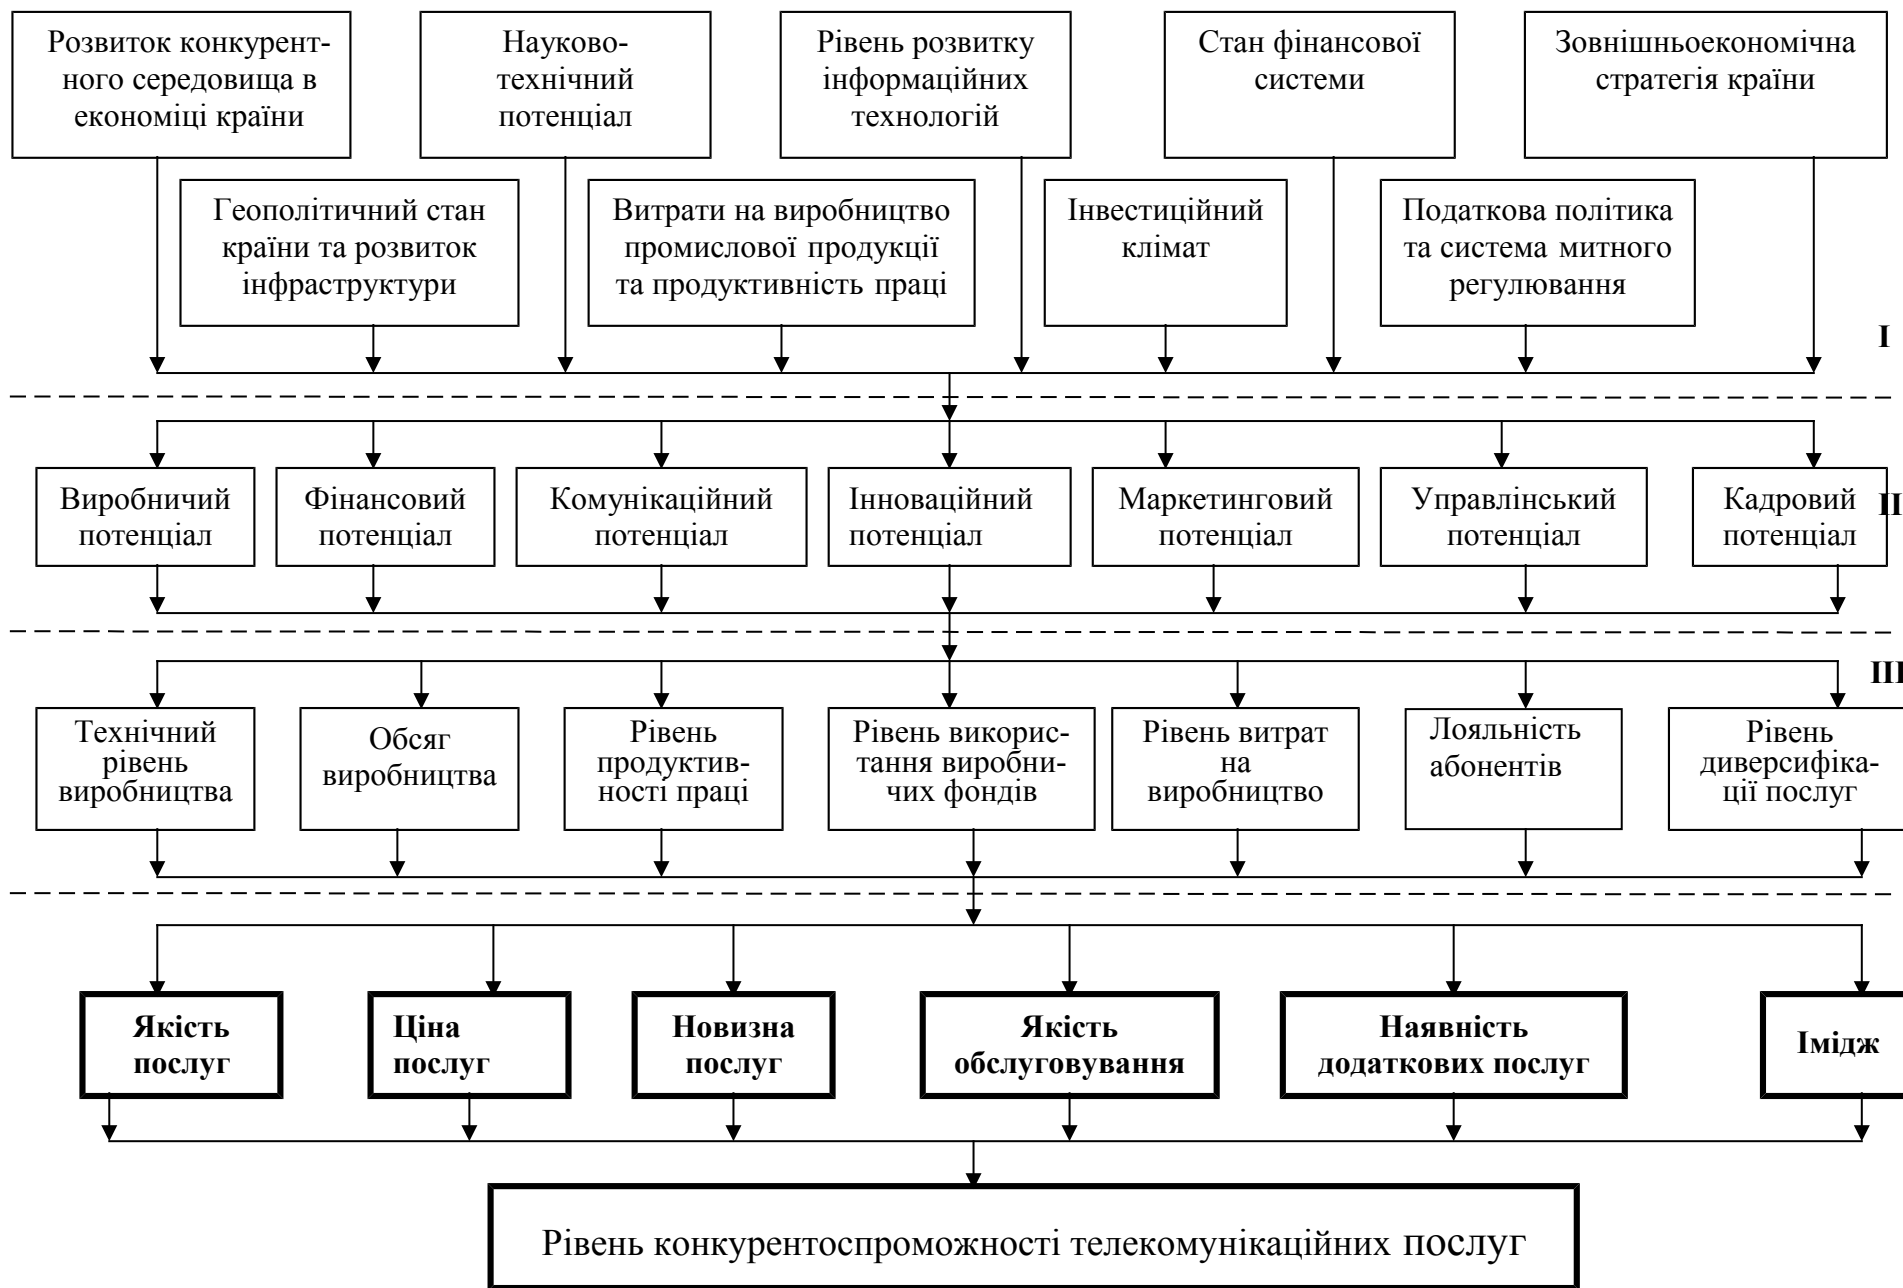 Розвиток конкурент-
ного середовища в
економіці країни
Науково-
технічний
потенціал
Рівень розвитку
інформаційних
технологій
Стан фінансової
системи
Зовнішньоекономічна
стратегія країни
Геополітичний стан
країни та розвиток
інфраструктури
Витрати на виробництво
промислової продукції
та продуктивність праці
Інвестиційний
клімат
Податкова політика
та система митного
регулювання
I
Виробничий
потенціал
Фінансовий
потенціал
Комунікаційний
потенціал
Інноваційний
потенціал
Маркетинговий
потенціал
Управлінський
потенціал
Кадровий
потенціал
II
III
Технічний
рівень
виробництва
Обсяг
виробництва
Рівень
продуктив-
ності праці
Рівень викорис-
тання виробни-
чих фондів
Рівень витрат
на
виробництво
Лояльність
абонентів
Рівень
диверсифіка-
ції послуг
Якість
послуг
Ціна
послуг
Новизна
послуг
Якість
обслуговування
Наявність
додаткових послуг
Імідж
Рівень конкурентоспроможності телекомунікаційних послуг